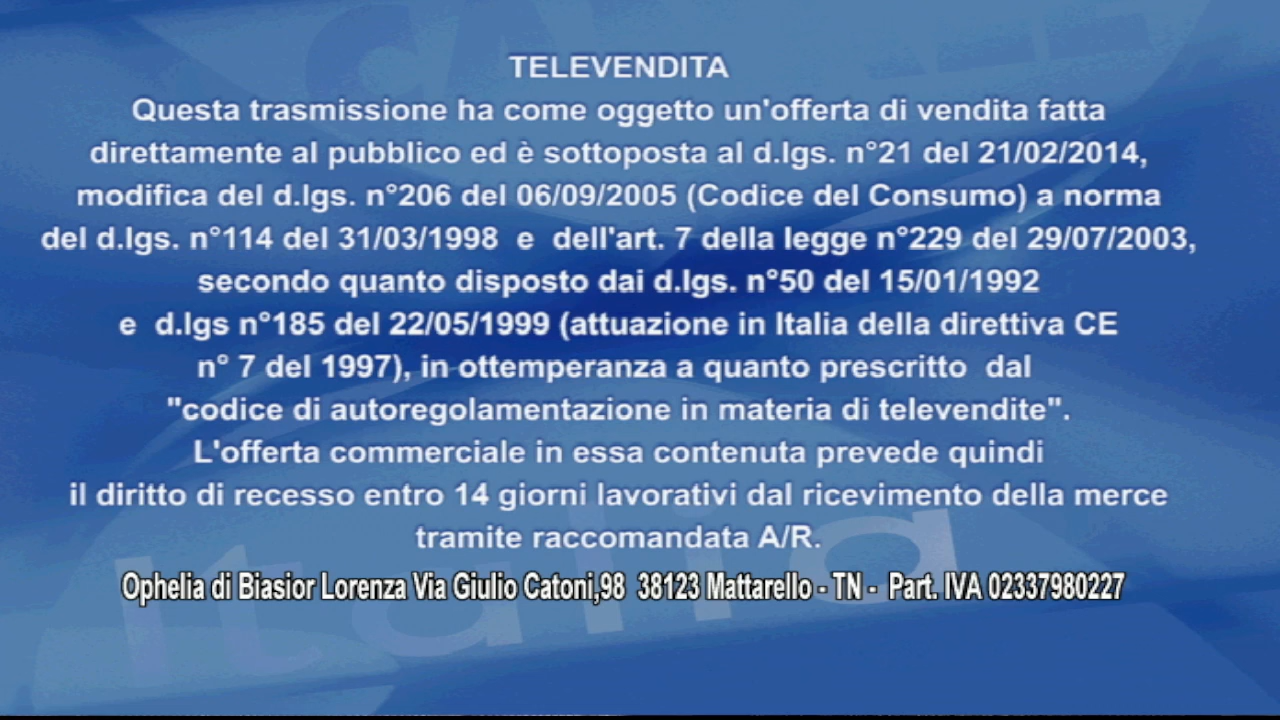 TELEVENDITA
Questa trasmissione ha come oggetto un'offerta di vendita fatta
direttamente al pubblico ed è sottoposta al d.lgs. n°21 del 21/02/2014,
modifica del d.lgs. n°206 del 06/09/2005 (Codice del Consumo) a norma
del d.lgs. n°114 del 31/03/1998 e dell'art. 7 della legge n°229 del 29/07/2003,
secondo quanto disposto dai d.lgs. n°50 del 15/01/1992
e d.lgs n°185 del 22/05/1999 (attuazione in Italia della direttiva CE
n° 7 del 1997), in ottemperanza a quanto prescritto dal
"codice di autoregolamentazione in materia di televendite".
L'offerta commerciale in essa contenuta prevede quindi
il diritto di recesso entro 14 giorni lavorativi dal ricevimento della merce
tramite raccomandata A/R.
Ophelia di Biasior Lorenza Via Giulio Catoni,98 38123 Mattarello - TN - Part. IVA 02337980227
Italia